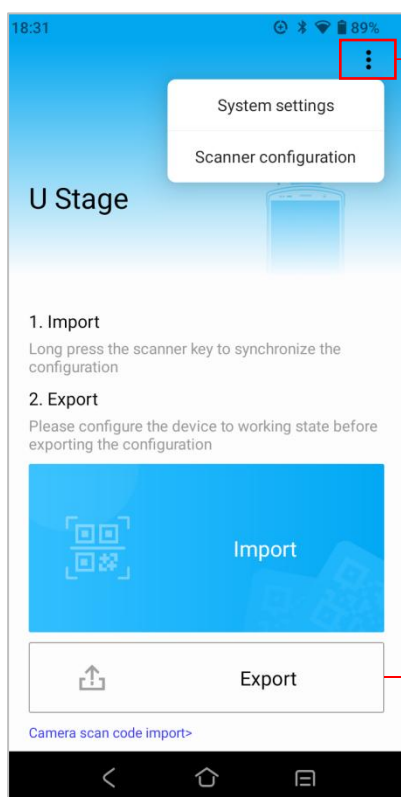 18:31
89%
System settings
Scanner configuration
U Stage
1. Import
Long press the scanner key to synchronize the
configuration
2. Export
Please configure the device to working state before
exporting the configuration
Import
Export
Camera scan code import>